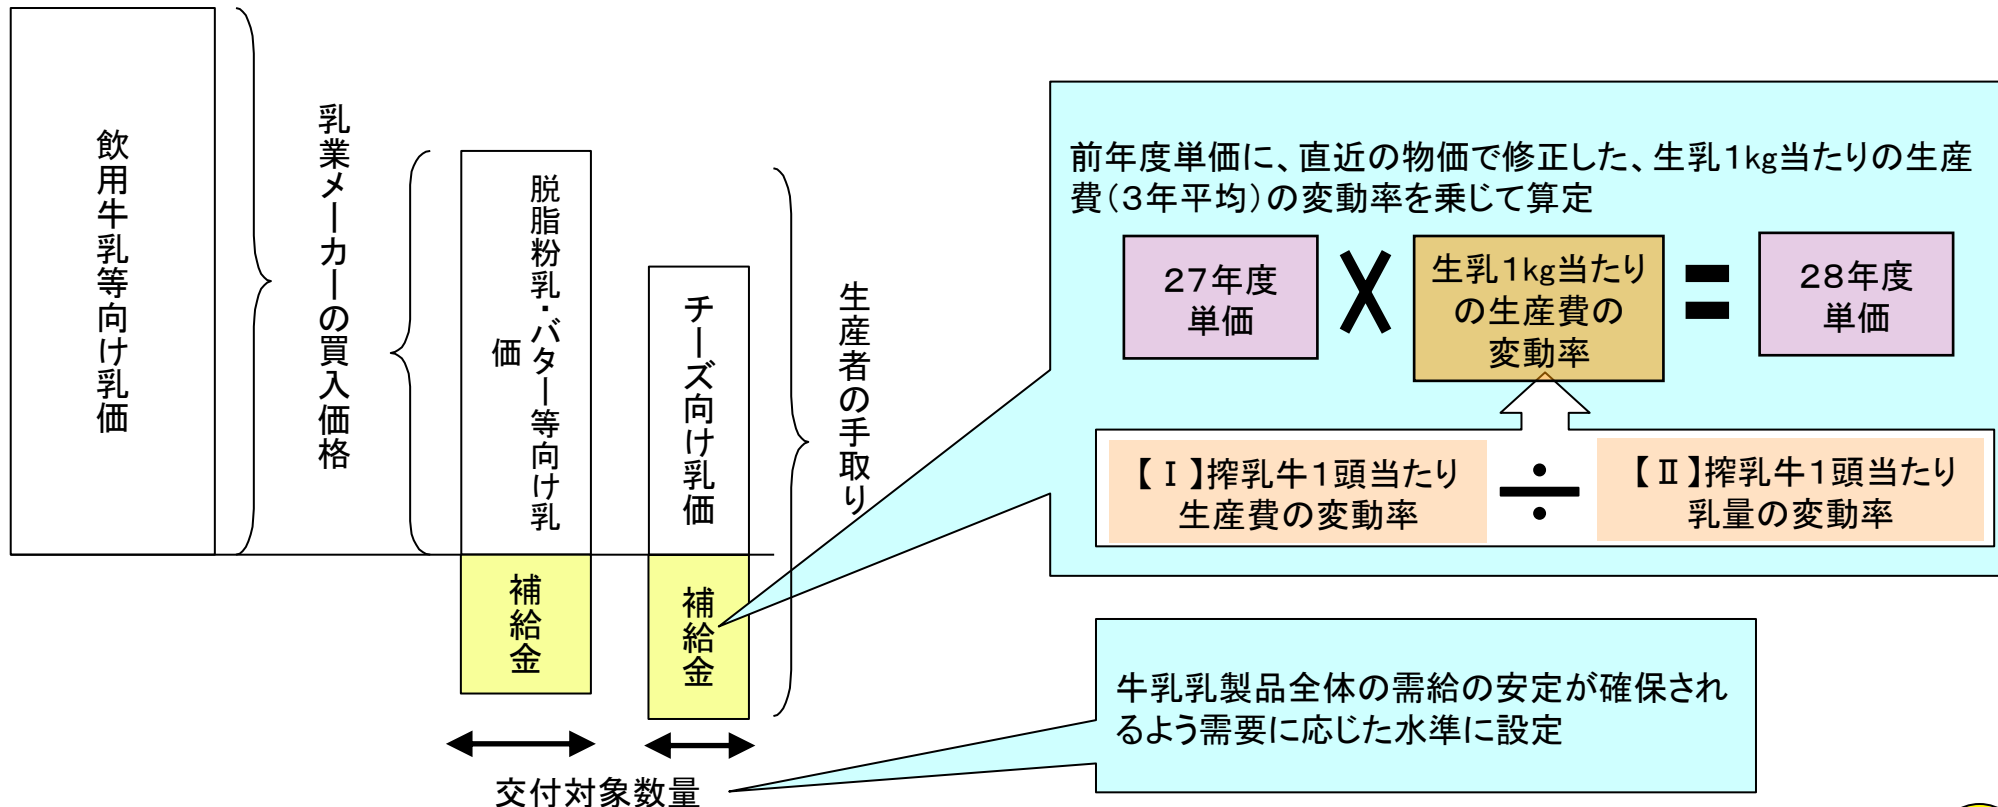 飲用牛乳等向け乳価
乳業メーカーの買入価格
脱脂粉乳・バター等向け乳
価
チーズ向け乳価
生産者の手取り
補給金
補給金
交付対象数量
前年度単価に、直近の物価で修正した、生乳1kg当たりの生産
費(3年平均)の変動率を乗じて算定
27年度
単価
X
生乳1kg当たり
の生産費の
変動率
=
28年度
単価
【Ⅰ】搾乳牛1頭当たり
生産費の変動率
÷
【Ⅱ】搾乳牛1頭当たり
乳量の変動率
牛乳乳製品全体の需給の安定が確保され
るよう需要に応じた水準に設定